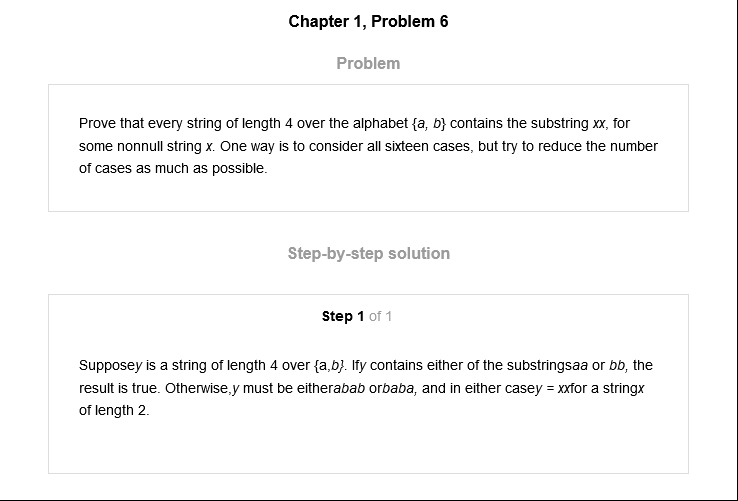 Chapter 1, Problem 6
Problem
Prove that every string of length 4 over the alphabet {a, b} contains the substring xx, for
some nonnull string x. One way is to consider all sixteen cases, but try to reduce the number
of cases as much as possible.
Step-by-step solution
Step 1 of 1
Supposey is a string of length 4 over {a,b}. Ify contains either of the substringsaa or bb, the
result is true. Otherwise,y must be eitherabab orbaba, and in either casey = xxfor a stringx
of length 2.